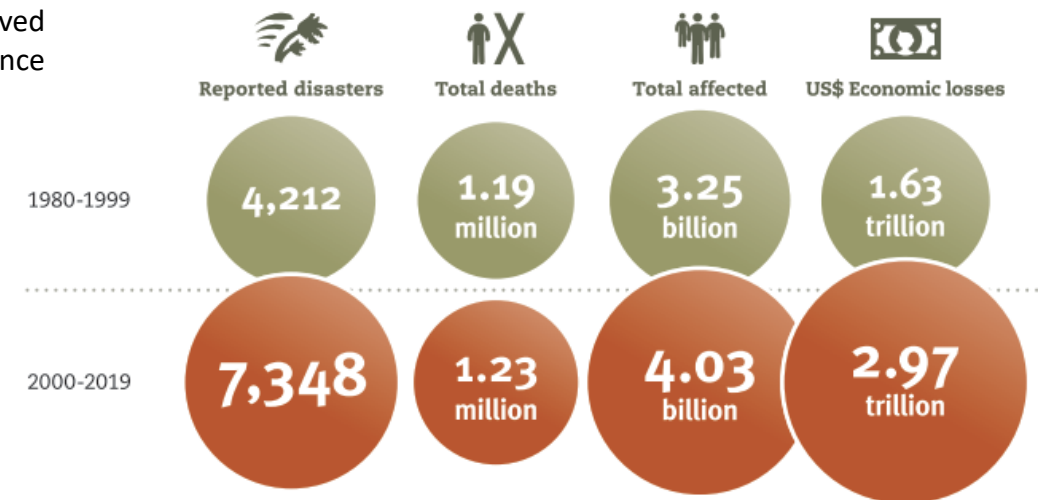 ved
nce
Reported disasters
Total deaths
Total affected
US$ Economic losses
1980-1999
4,212
1.19
million
3.25
billion
1.63
trillion
2000-2019
7,348
1.23
million
4.03
billion
2.97
trillion